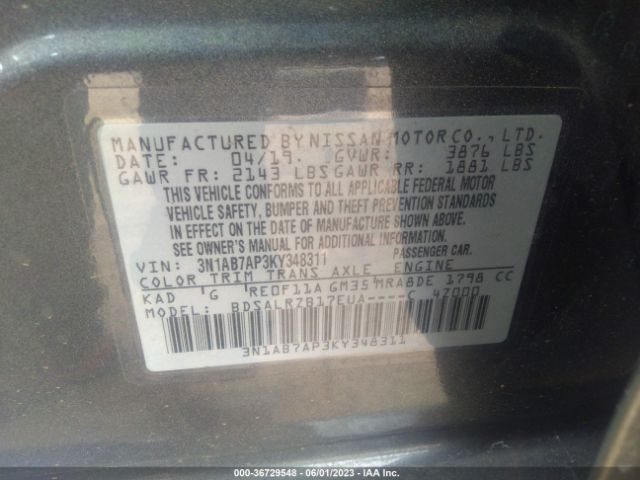 MANUFACTURED BY NISSAN MOTOR CO., LTD.
DATE: 04/19. GVWR: 3876 LBS
GAWR FR: 2143 LBS GAWR RR: 1881 LBS
THIS VEHICLE CONFORMS TO ALL APPLICABLE FEDERAL MOTOR
VEHICLE SAFETY, BUMPER AND THEFT PREVENTION STANDARDS
IN EFFECT ON THE DATE OF MANUFACTURE SHOWN ABOVE.
SEE OWNER'S MANUAL FOR ADDITIONAL INFORMATION.
VIN: 3N1AB7AP3KY348311 PASSENGER CAR.
COLOR TRIM TRANS AXLE ENGINE
KAD G RE0F11A GM35 MRA8DE 1798 CC
MODEL: BDSALRZB17EUA----C 4Z000
3N1AB7AP3KY348311
000-36729548 - 06/01/2023 - IAA Inc.